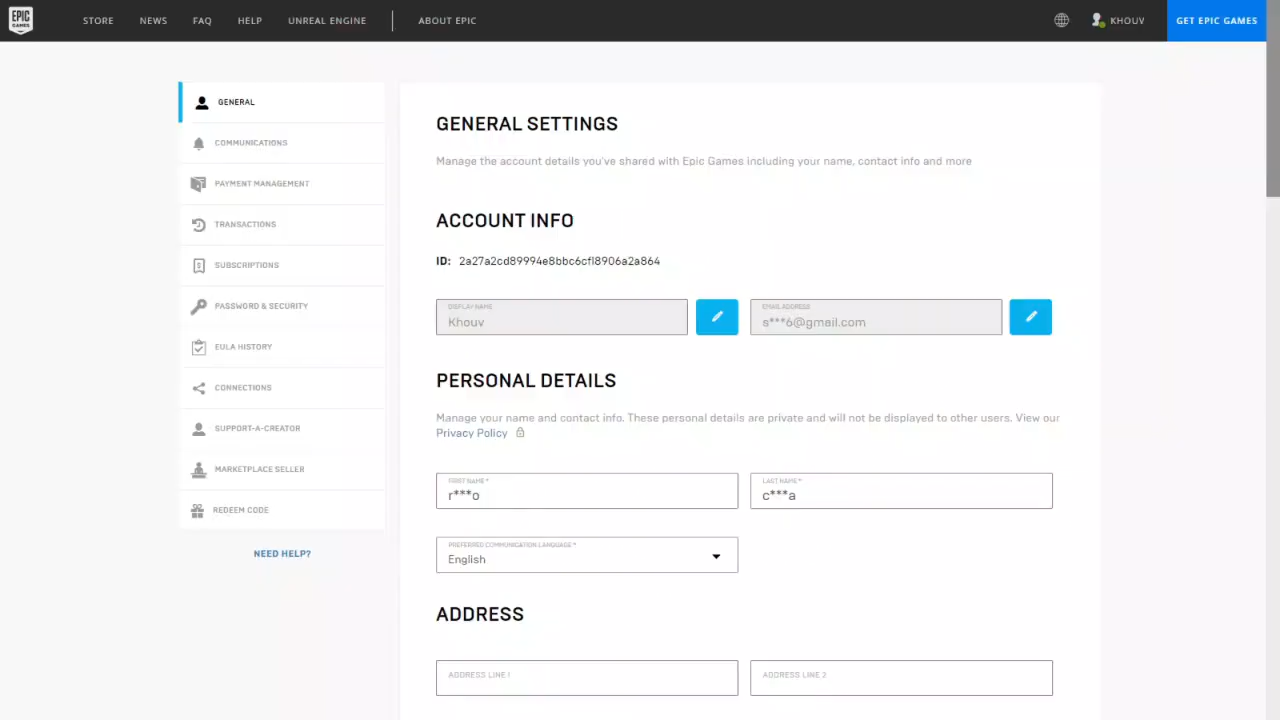 EPIC GAMES
STORE NEWS FAQ HELP UNREAL ENGINE ABOUT EPIC KHOUV GET EPIC GAMES
GENERAL
COMMUNICATIONS
PAYMENT MANAGEMENT
TRANSACTIONS
SUBSCRIPTIONS
PASSWORD & SECURITY
EULA HISTORY
CONNECTIONS
SUPPORT-A-CREATOR
MARKETPLACE SELLER
REDEEM CODE
NEED HELP?
GENERAL SETTINGS
Manage the account details you've shared with Epic Games including your name, contact info and more
ACCOUNT INFO
ID: 2a27a2cd89994e8bbc6cf18906a2a864
DISPLAY NAME EMAIL ADDRESS
Khouv s***6@gmail.com
PERSONAL DETAILS
Manage your name and contact info. These personal details are private and will not be displayed to other users. View our
Privacy Policy
FIRST NAME * LAST NAME *
r***o c***a
PREFERRED COMMUNICATION LANGUAGE *
English
ADDRESS
ADDRESS LINE 1 ADDRESS LINE 2